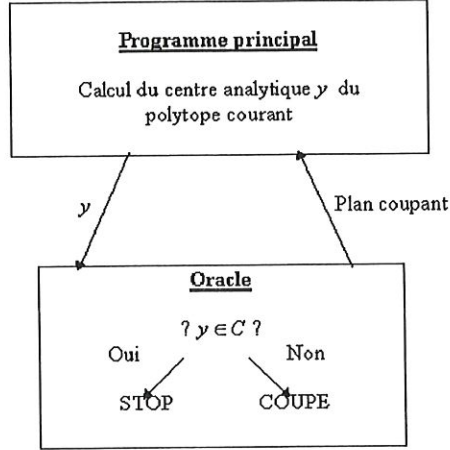 Programme principal
Calcul du centre analytique y du
polytope courant
y
Plan coupant
Oracle
? y ∈ C ?
Oui Non
STOP COUPE